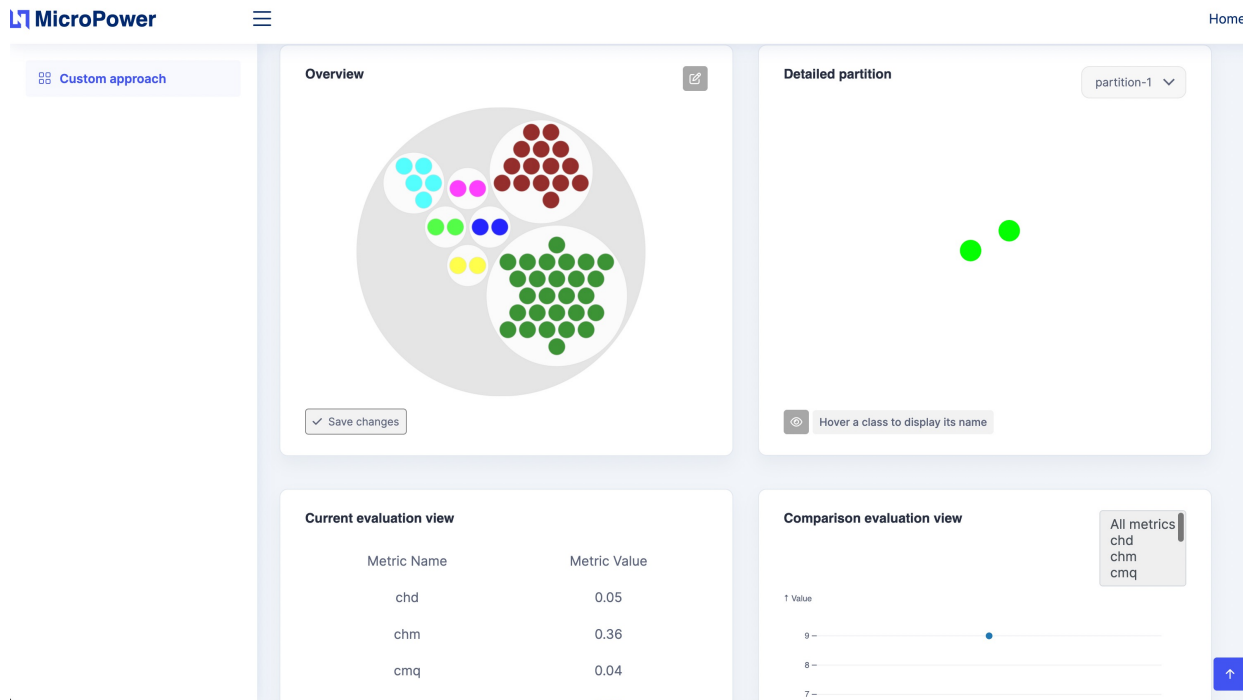 MicroPower
Home
Custom approach
Overview
Save changes
Detailed partition
partition-1
Hover a class to display its name
Current evaluation view
Metric Name Metric Value
chd 0.05
chm 0.36
cmq 0.04
Comparison evaluation view
All metrics
chd
chm
cmq
↑ Value
9
8
7